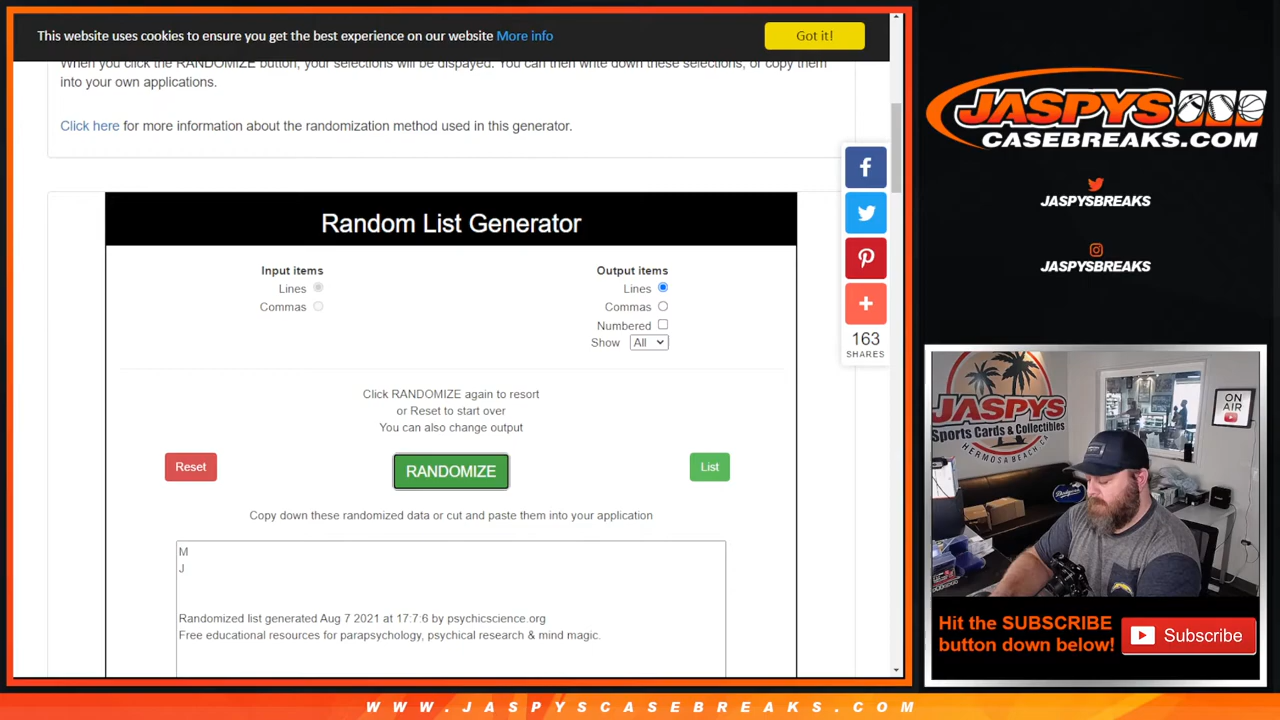 This website uses cookies to ensure you get the best experience on our website More info
Got it!
When you click the RANDOMIZE button, your selections will be displayed. You can then write down these selections, or copy them
into your own applications.
Click here for more information about the randomization method used in this generator.
Random List Generator
Input items
Lines
Commas
Output items
Lines
Commas
Numbered
Show All
Click RANDOMIZE again to resort
or Reset to start over
You can also change output
Reset
RANDOMIZE
List
Copy down these randomized data or cut and paste them into your application
M
J
Randomized list generated Aug 7 2021 at 17:7:6 by psychicscience.org
Free educational resources for parapsychology, psychical research & mind magic.
163
SHARES
JASPYS
CASEBREAKS.COM
JASPYSBREAKS
JASPYSBREAKS
JASPYS
Sports Cards & Collectibles
HERMOSA BEACH CA
ON
AIR
Dodgers
Hit the SUBSCRIBE
button down below!
Subscribe
WWW.JASPYSCASEBREAKS.COM